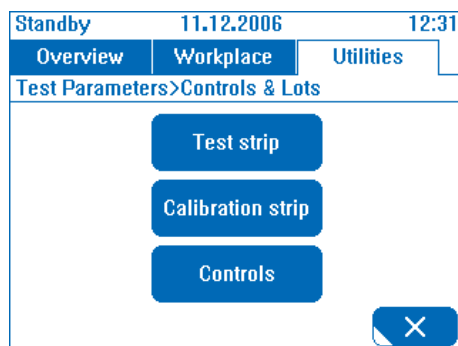 Standby 11.12.2006 12:31
Overview Workplace Utilities
Test Parameters>Controls & Lots
Test strip
Calibration strip
Controls